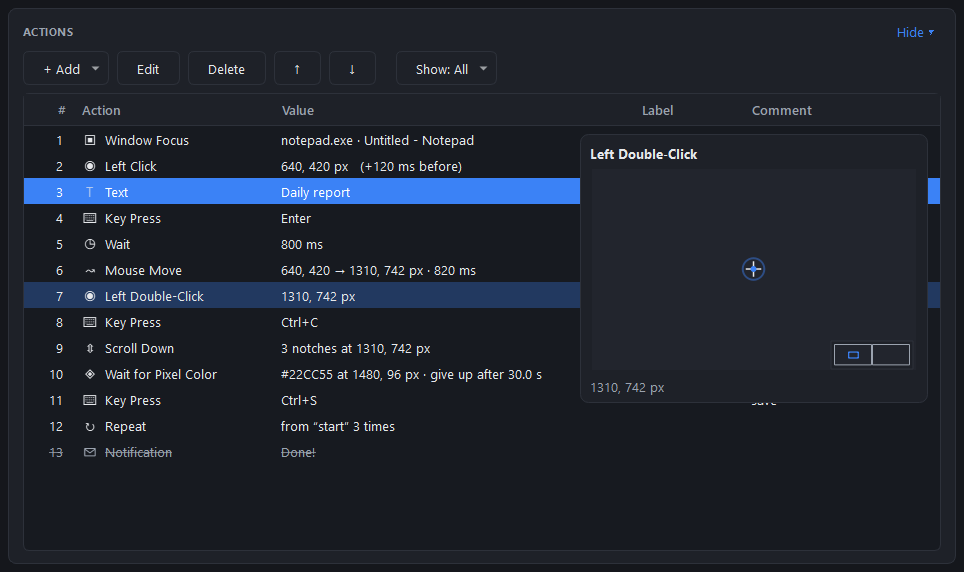 ACTIONS
Hide
+ Add
Edit
Delete
↑
↓
Show: All
# Action Value Label Comment
1 Window Focus notepad.exe · Untitled - Notepad
2 Left Click 640, 420 px (+120 ms before)
3 Text Daily report
4 Key Press Enter
5 Wait 800 ms
6 Mouse Move 640, 420 → 1310, 742 px · 820 ms
7 Left Double-Click 1310, 742 px
8 Key Press Ctrl+C
9 Scroll Down 3 notches at 1310, 742 px
10 Wait for Pixel Color #22CC55 at 1480, 96 px · give up after 30.0 s
11 Key Press Ctrl+S
12 Repeat from “start” 3 times
13 Notification Done!
Left Double-Click
1310, 742 px